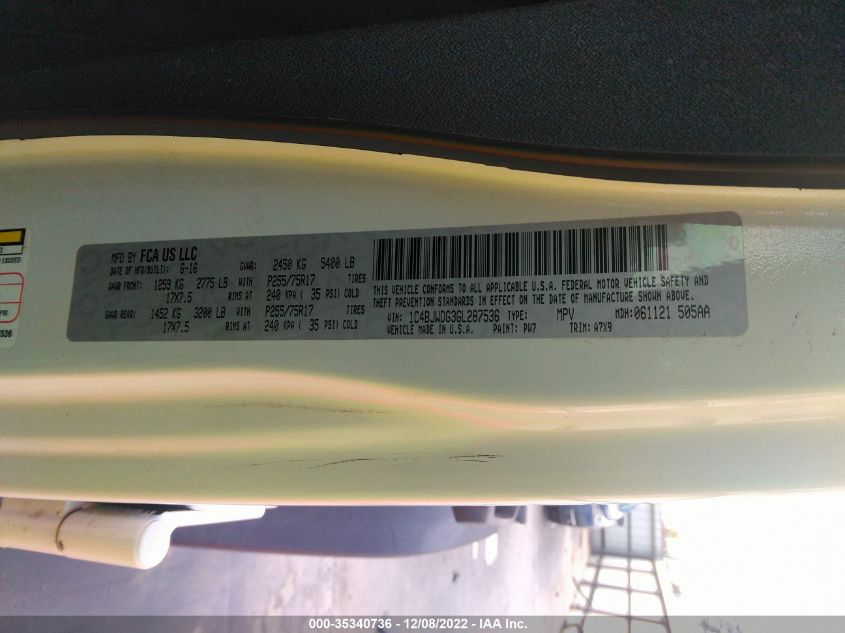 EXCEED
7536
MFD BY FCA US LLC
DATE OF MFR(BUILT): 6-16 GVWR: 2450 KG 5400 LB
GAWR FRONT: 1259 KG 2775 LB WITH P255/75R17 TIRES
17X7.5 RIMS AT 240 KPA ( 35 PSI) COLD
GAWR REAR: 1452 KG 3200 LB WITH P255/75R17 TIRES
17X7.5 RIMS AT 240 KPA ( 35 PSI) COLD
THIS VEHICLE CONFORMS TO ALL APPLICABLE U.S.A. FEDERAL MOTOR VEHICLE SAFETY AND
THEFT PREVENTION STANDARDS IN EFFECT ON THE DATE OF MANUFACTURE SHOWN ABOVE.
VIN: 1C4BJWDG3GL287536 TYPE: MPV MDH: 061121 505AA
VEHICLE MADE IN U.S.A. PAINT: PW7 TRIM: A7X9
000-35340736 - 12/08/2022 - IAA Inc.